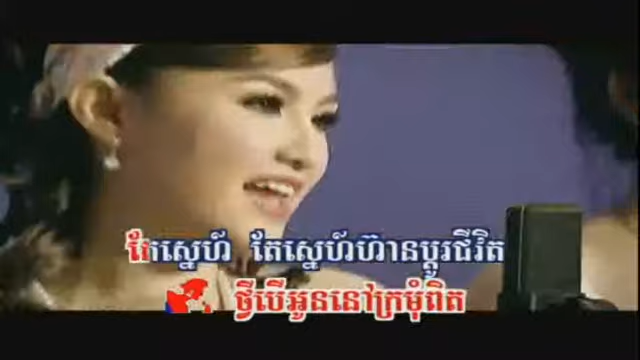 តែស្នេហ៍ តែស្នេហ៍ហ៊ានប្ដូរជីវិត
ថ្វីបើអូននៅក្រមុំពិត